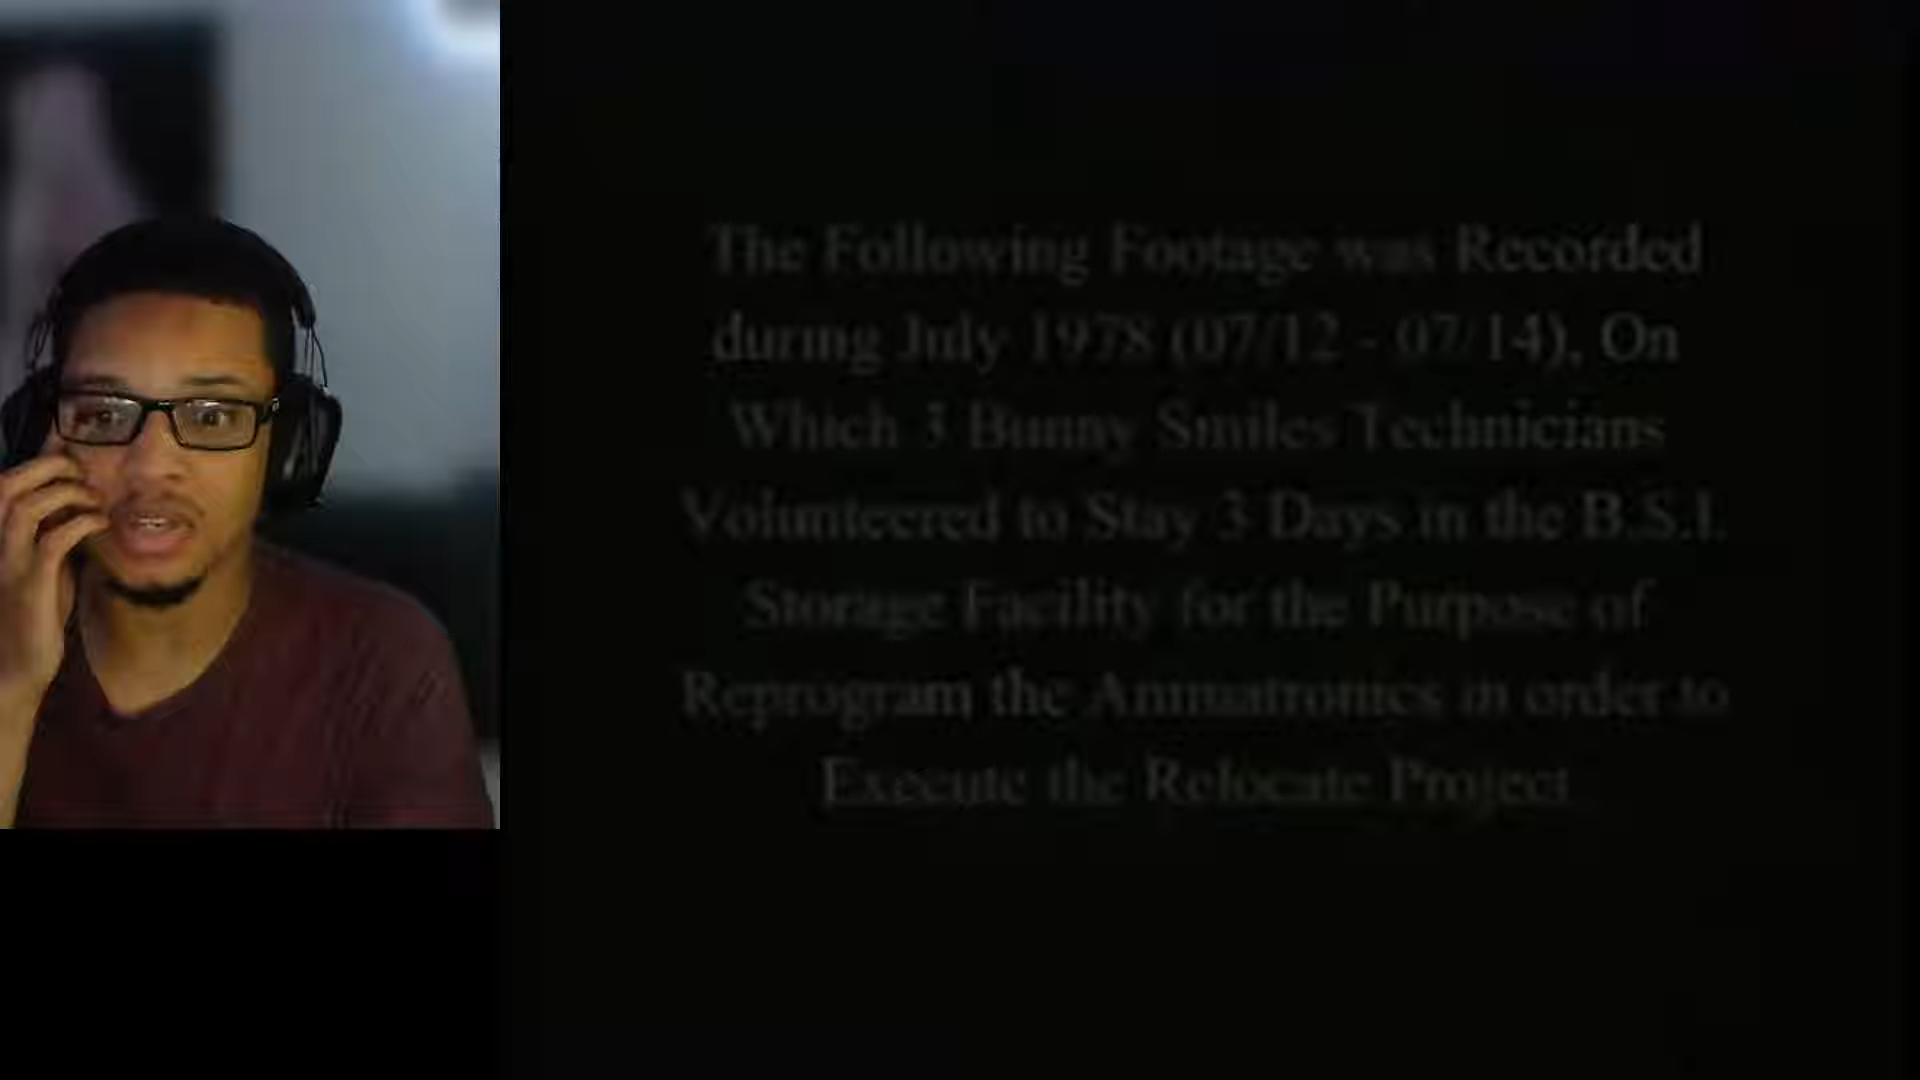 The Following Footage was Recorded
during July 1978 (07/12 - 07/14), On
Which 3 Bunny Smiles Technicians
Volunteered to Stay 3 Days in the B.S.I.
Storage Facility for the Purpose of
Reprogram the Animatronics in order to
Execute the Relocate Project